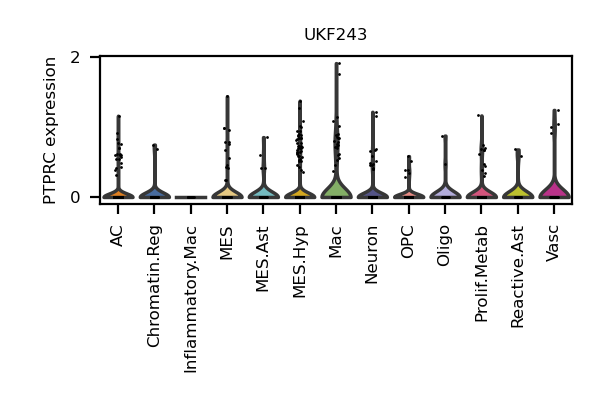 UKF243
PTPRC expression
2
0
AC
Chromatin.Reg
Inflammatory.Mac
MES
MES.Ast
MES.Hyp
Mac
Neuron
OPC
Oligo
Prolif.Metab
Reactive.Ast
Vasc